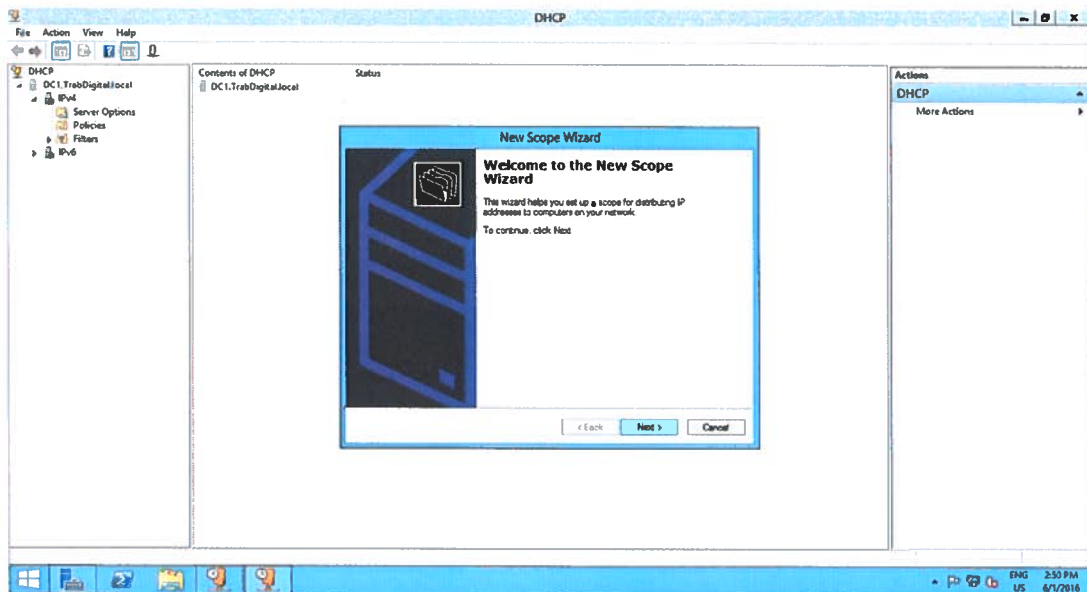 DHCP
File Action View Help
DHCP
DC1.TrabDigital.local
IPv4
Server Options
Policies
Filters
IPv6
Contents of DHCP Status
DC1.TrabDigital.local
New Scope Wizard
Welcome to the New Scope
Wizard
This wizard helps you set up a scope for distributing IP
addresses to computers on your network.
To continue, click Next.
< Back Next > Cancel
Actions
DHCP
More Actions
ENG 2:50 PM
US 6/1/2016